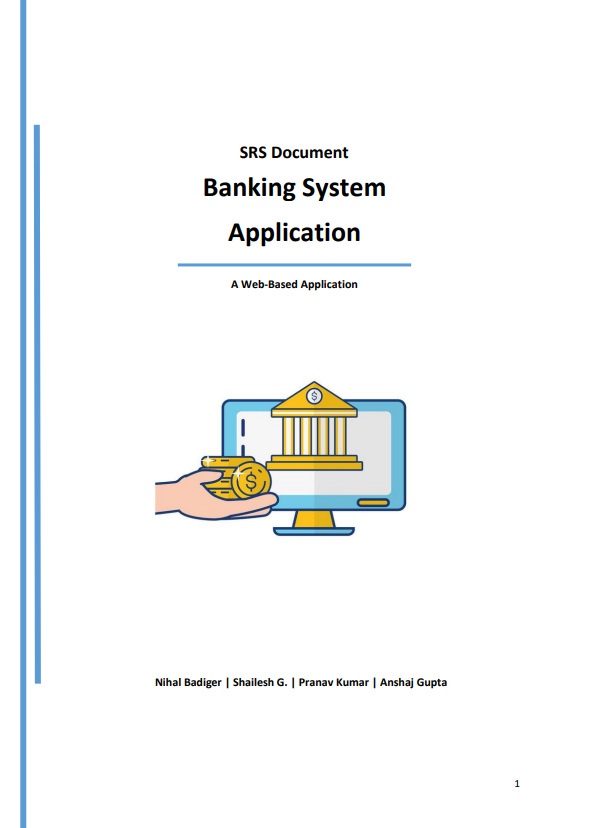 SRS Document
Banking System
Application
A Web-Based Application
$
$
Nihal Badiger | Shailesh G. | Pranav Kumar | Anshaj Gupta
1